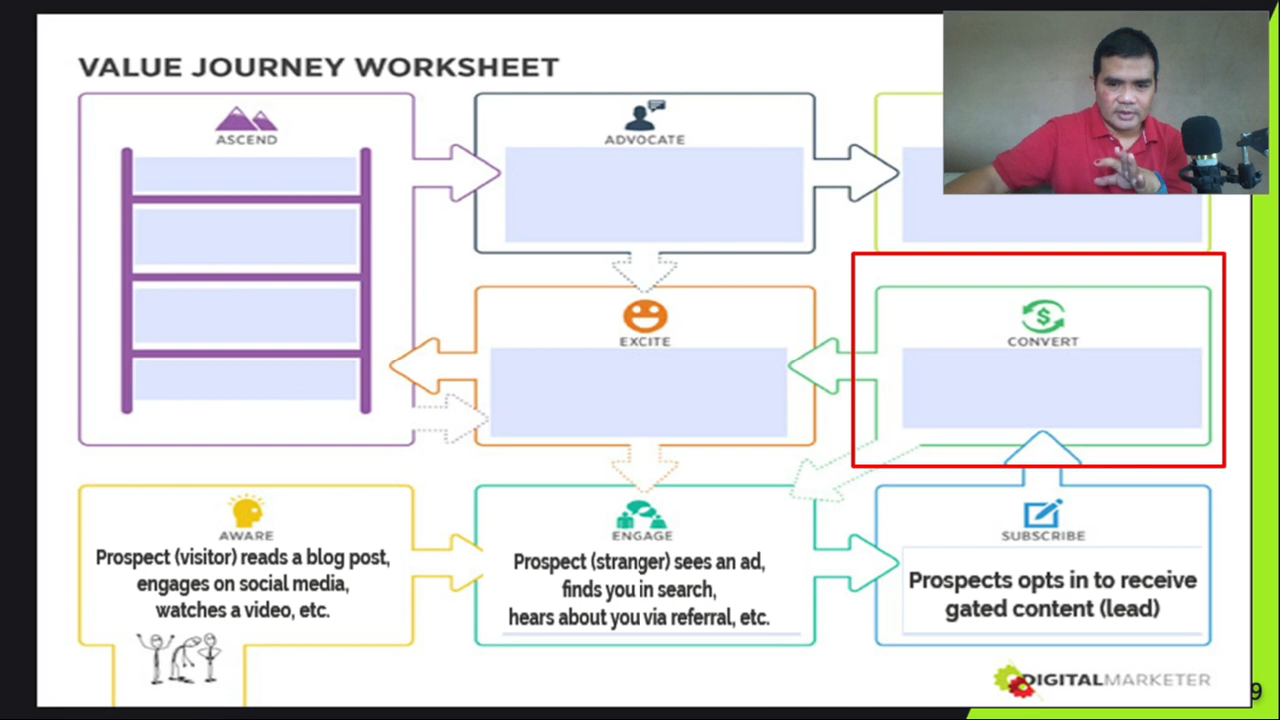 VALUE JOURNEY WORKSHEET
ASCEND
ADVOCATE
EXCITE
CONVERT
AWARE
Prospect (visitor) reads a blog post,
engages on social media,
watches a video, etc.
ENGAGE
Prospect (stranger) sees an ad,
finds you in search,
hears about you via referral, etc.
SUBSCRIBE
Prospects opts in to receive
gated content (lead)
DIGITALMARKETER
9